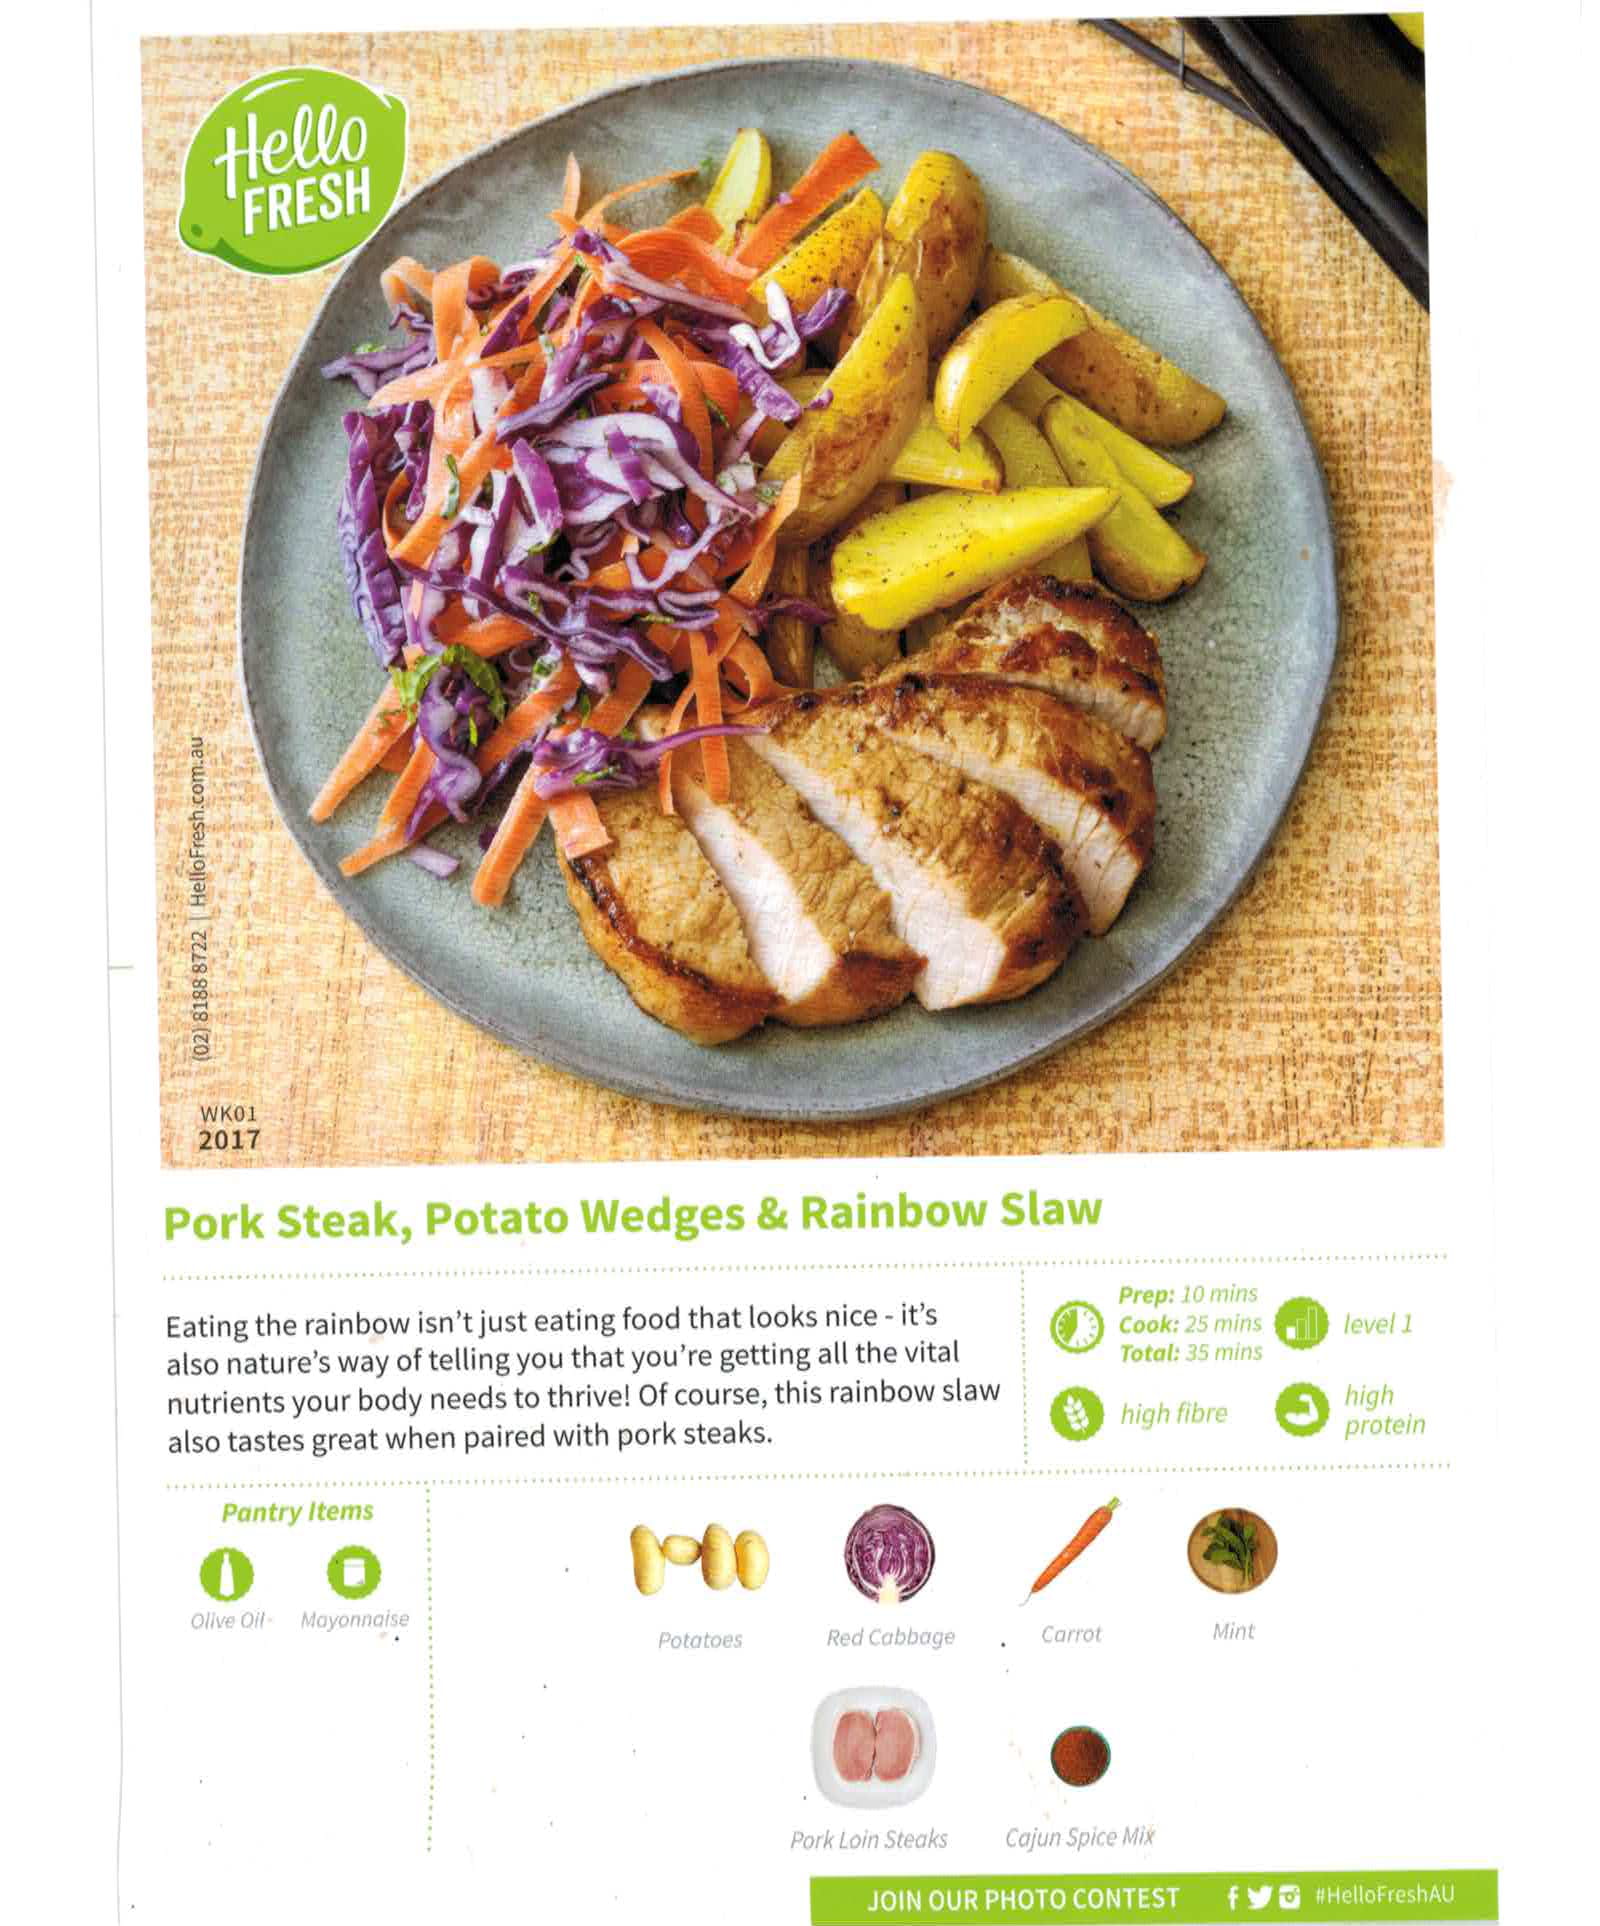 Hello
FRESH
(02) 8188 8722 | HelloFresh.com.au
WK01
2017
Pork Steak, Potato Wedges & Rainbow Slaw
Eating the rainbow isn't just eating food that looks nice - it's
also nature's way of telling you that you're getting all the vital
nutrients your body needs to thrive! Of course, this rainbow slaw
also tastes great when paired with pork steaks.
Prep: 10 mins
Cook: 25 mins
Total: 35 mins
level 1
high fibre
high
protein
Pantry Items
Olive Oil
Mayonnaise
Potatoes
Red Cabbage
Carrot
Mint
Pork Loin Steaks
Cajun Spice Mix
JOIN OUR PHOTO CONTEST
#HelloFreshAU